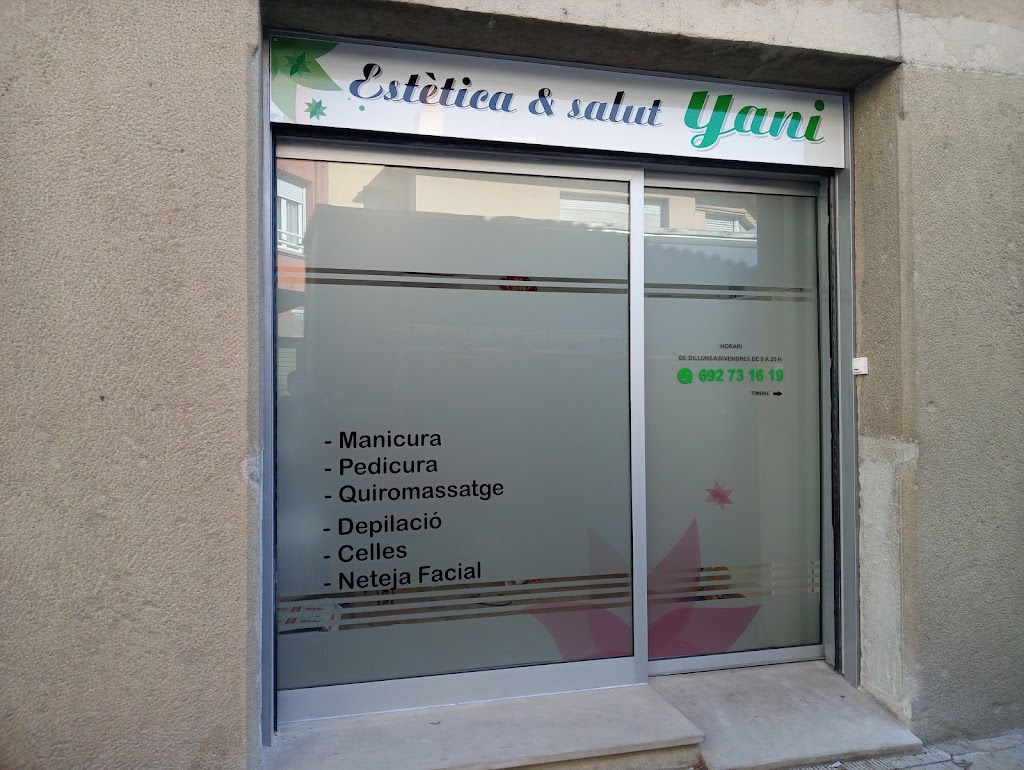 Estètica & salut Yani
HORARI
DE DILLUNS A DIVENDRES DE 9 A 20 H
692 73 16 19
TIMBRE
- Manicura
- Pedicura
- Quiromassatge
- Depilació
- Celles
- Neteja Facial